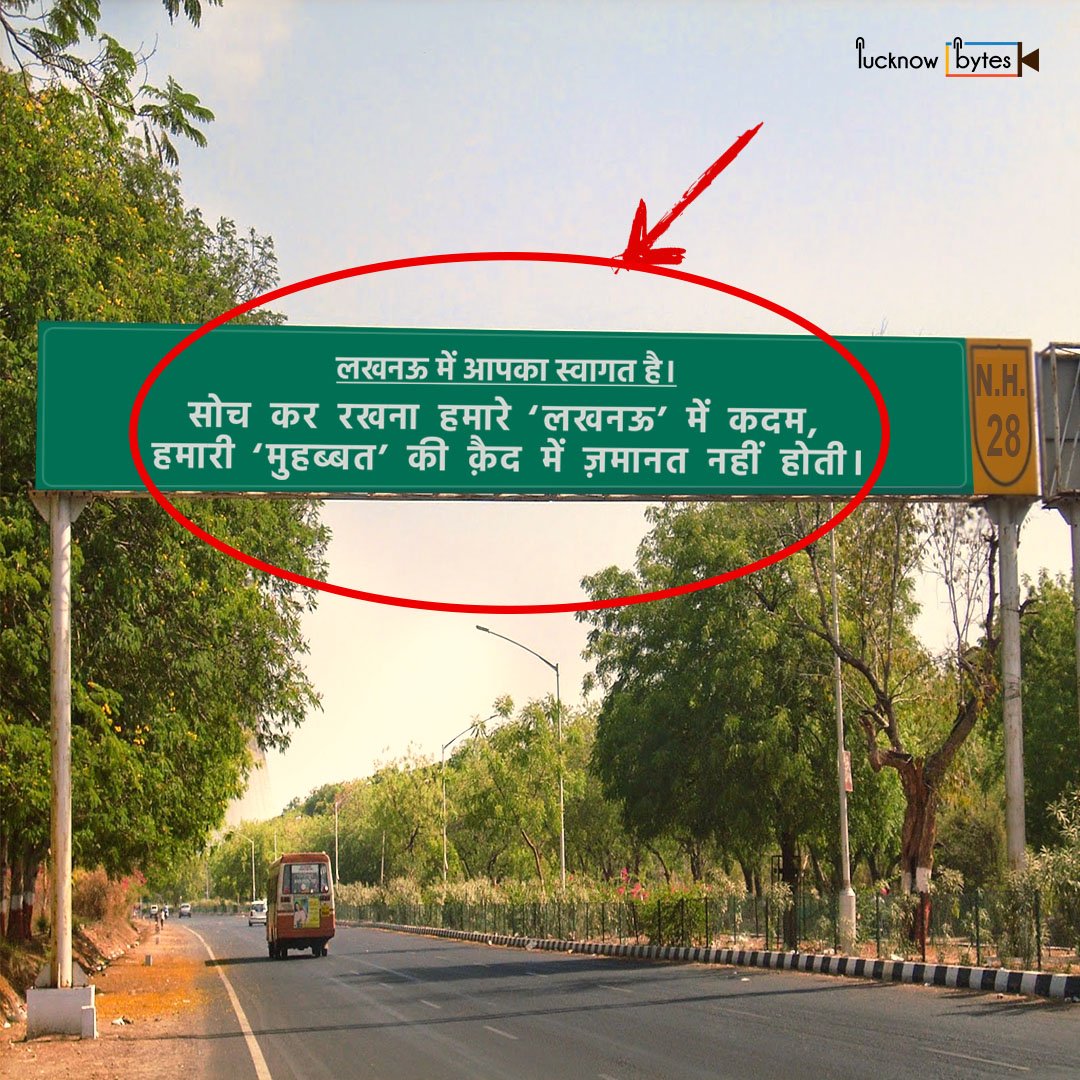 lucknow bytes
लखनऊ में आपका स्वागत है।
सोच कर रखना हमारे ‘लखनऊ’ में कदम,
हमारी ‘मुहब्बत’ की क़ैद में ज़मानत नहीं होती।
N.H.
28